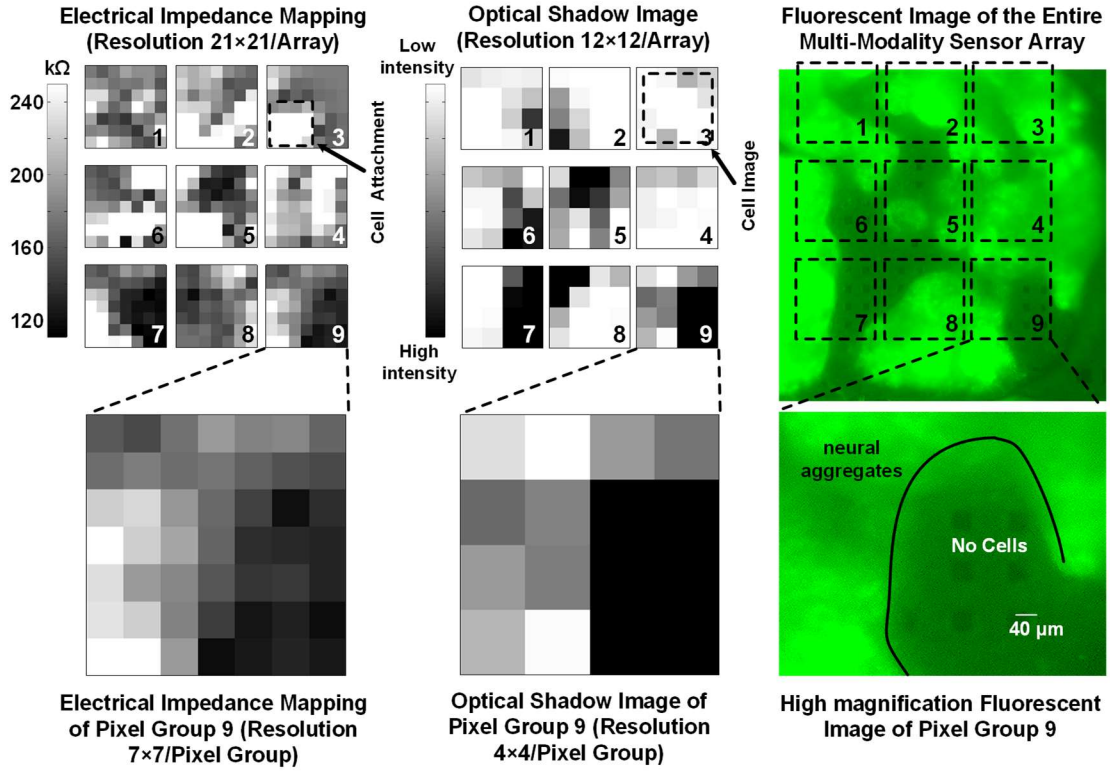 Electrical Impedance Mapping
(Resolution 21×21/Array)
kΩ
240
200
160
120
1
2
3
6
5
4
7
8
9
Cell Attachment
Optical Shadow Image
(Resolution 12×12/Array)
Low
intensity
High
intensity
1
2
3
6
5
4
7
8
9
Cell Image
Fluorescent Image of the Entire
Multi-Modality Sensor Array
1
2
3
6
5
4
7
8
9
neural
aggregates
No Cells
40 µm
Electrical Impedance Mapping
of Pixel Group 9 (Resolution
7×7/Pixel Group)
Optical Shadow Image of
Pixel Group 9 (Resolution
4×4/Pixel Group)
High magnification Fluorescent
Image of Pixel Group 9